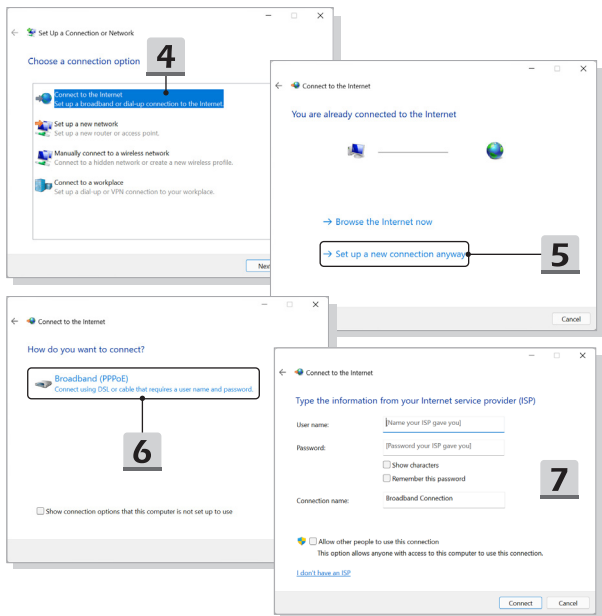 Set Up a Connection or Network
Choose a connection option
4
Connect to the Internet
Set up a broadband or dial-up connection to the Internet.
Set up a new network
Set up a new router or access point.
Manually connect to a wireless network
Connect to a hidden network or create a new wireless profile.
Connect to a workplace
Set up a dial-up or VPN connection to your workplace.
Nex
Connect to the Internet
You are already connected to the Internet
→ Browse the Internet now
→ Set up a new connection anyway
5
Cancel
Connect to the Internet
How do you want to connect?
Broadband (PPPoE)
Connect using DSL or cable that requires a user name and password.
6
Show connection options that this computer is not set up to use
Connect to the Internet
Type the information from your Internet service provider (ISP)
User name: [Name your ISP gave you]
Password: [Password your ISP gave you]
Show characters
Remember this password
7
Connection name: Broadband Connection
Allow other people to use this connection
This option allows anyone with access to this computer to use this connection.
I don't have an ISP
Connect Cancel